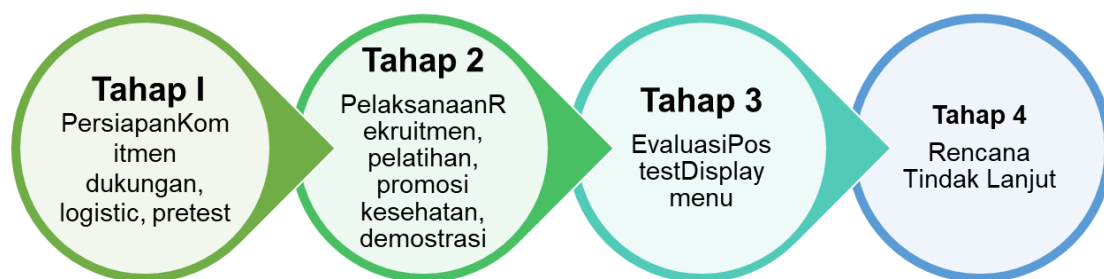 Tahap I
PersiapanKom
itmen
dukungan,
logistic, pretest
Tahap 2
PelaksanaanR
ekruitmen,
pelatihan,
promosi
kesehatan,
demostrasi
Tahap 3
EvaluasiPos
testDisplay
menu
Tahap 4
Rencana
Tindak Lanjut